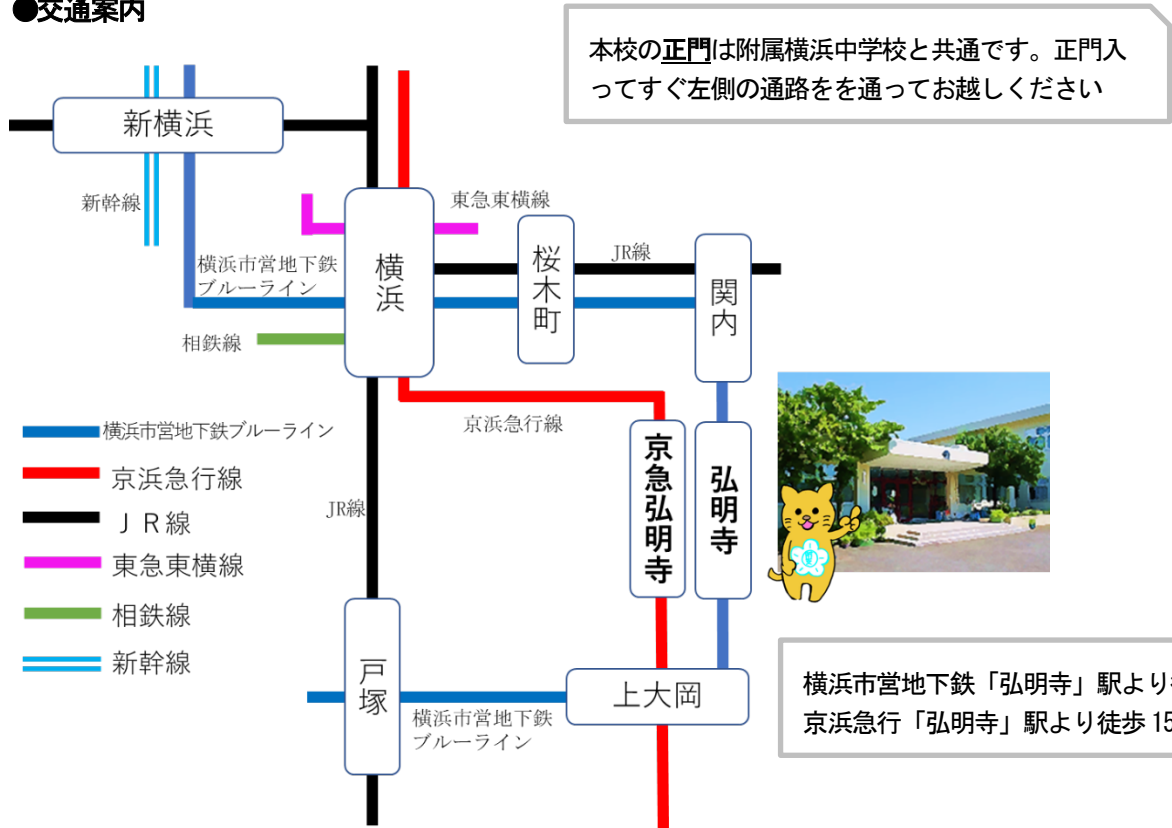 ●交通案内
本校の正門は附属横浜中学校と共通です。正門入
ってすぐ左側の通路をを通ってお越しください
新横浜
新幹線
東急東横線
横浜
桜木町
JR線
関内
横浜市営地下鉄
ブルーライン
相鉄線
京浜急行線
横浜市営地下鉄ブルーライン
京浜急行線
ＪＲ線
東急東横線
相鉄線
新幹線
JR線
京急弘明寺
弘明寺
戸塚
上大岡
横浜市営地下鉄
ブルーライン
横浜市営地下鉄「弘明寺」駅より
京浜急行「弘明寺」駅より徒歩15